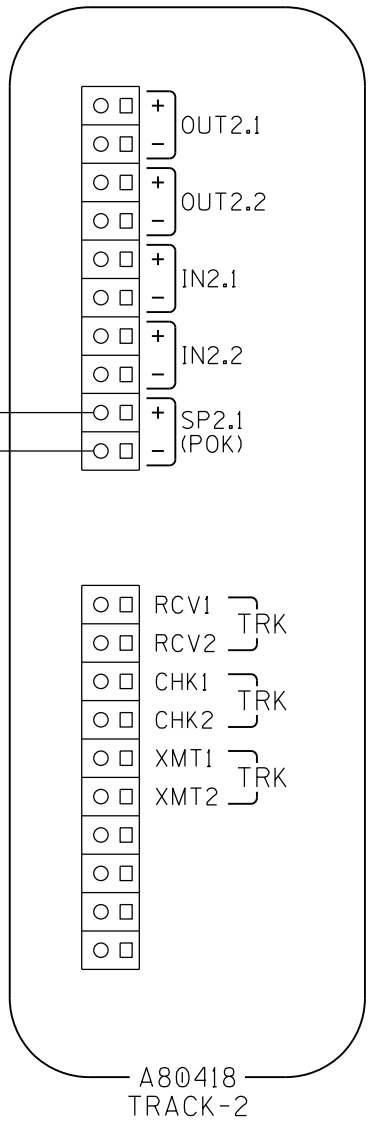 +
OUT2.1
-
+
OUT2.2
-
+
IN2.1
-
+
IN2.2
-
+
SP2.1
(POK)
-
RCV1
TRK
RCV2
CHK1
TRK
CHK2
XMT1
TRK
XMT2
A80418
TRACK-2